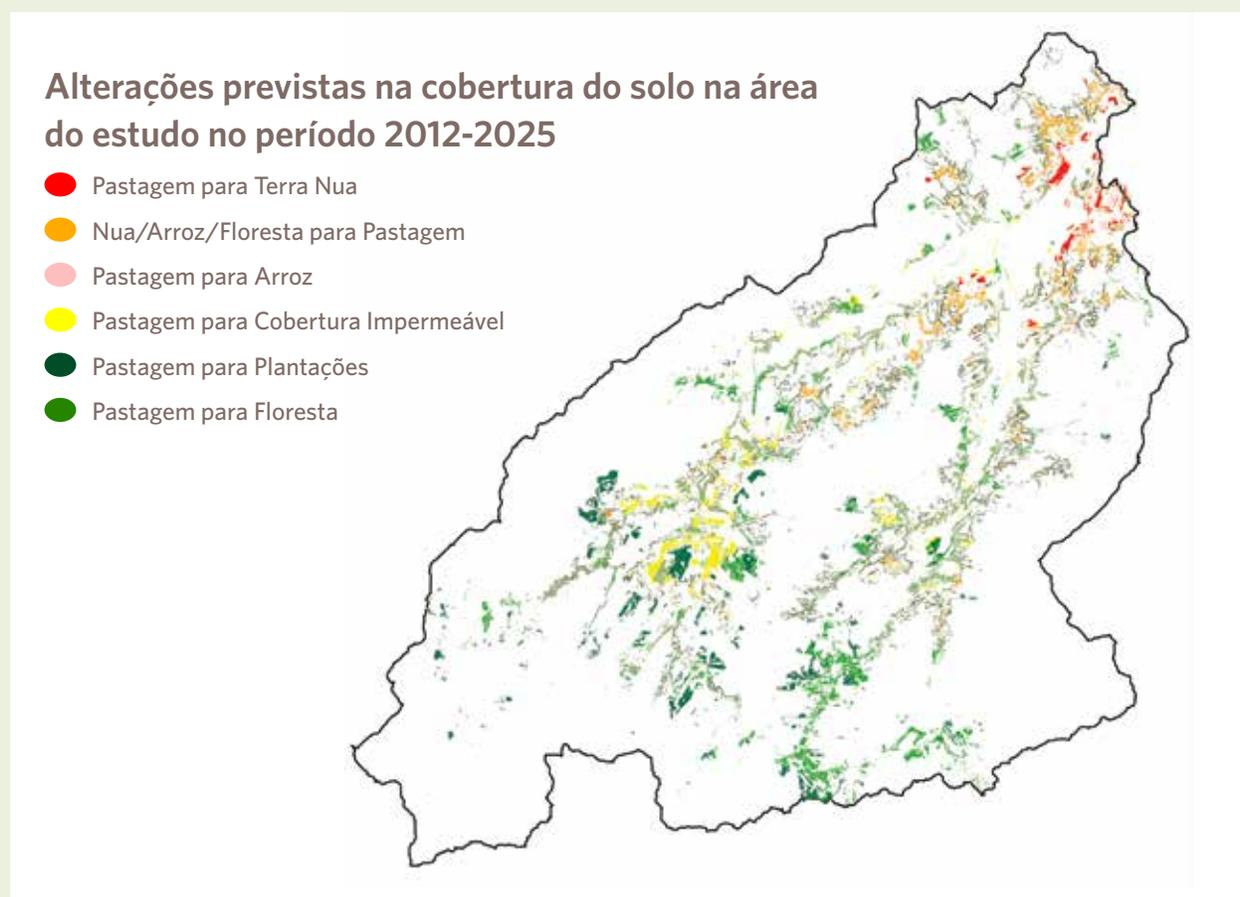 Alterações previstas na cobertura do solo na área
do estudo no período 2012-2025
Pastagem para Terra Nua
Nua/Arroz/Floresta para Pastagem
Pastagem para Arroz
Pastagem para Cobertura Impermeável
Pastagem para Plantações
Pastagem para Floresta